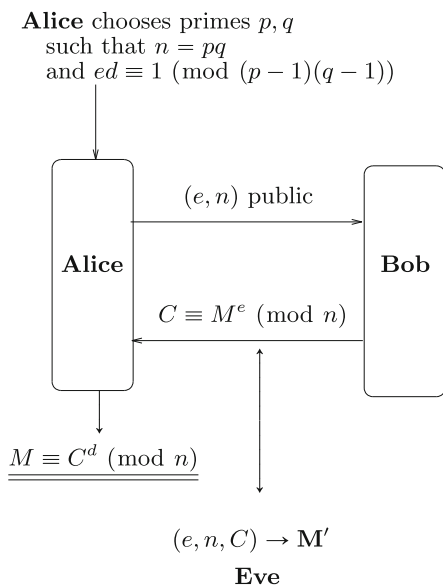 Alice chooses primes p, q
such that n = pq
and ed ≡ 1 (mod (p − 1)(q − 1))
(e, n) public
Alice
Bob
C ≡ M^e (mod n)
M ≡ C^d (mod n)
(e, n, C) → M′
Eve